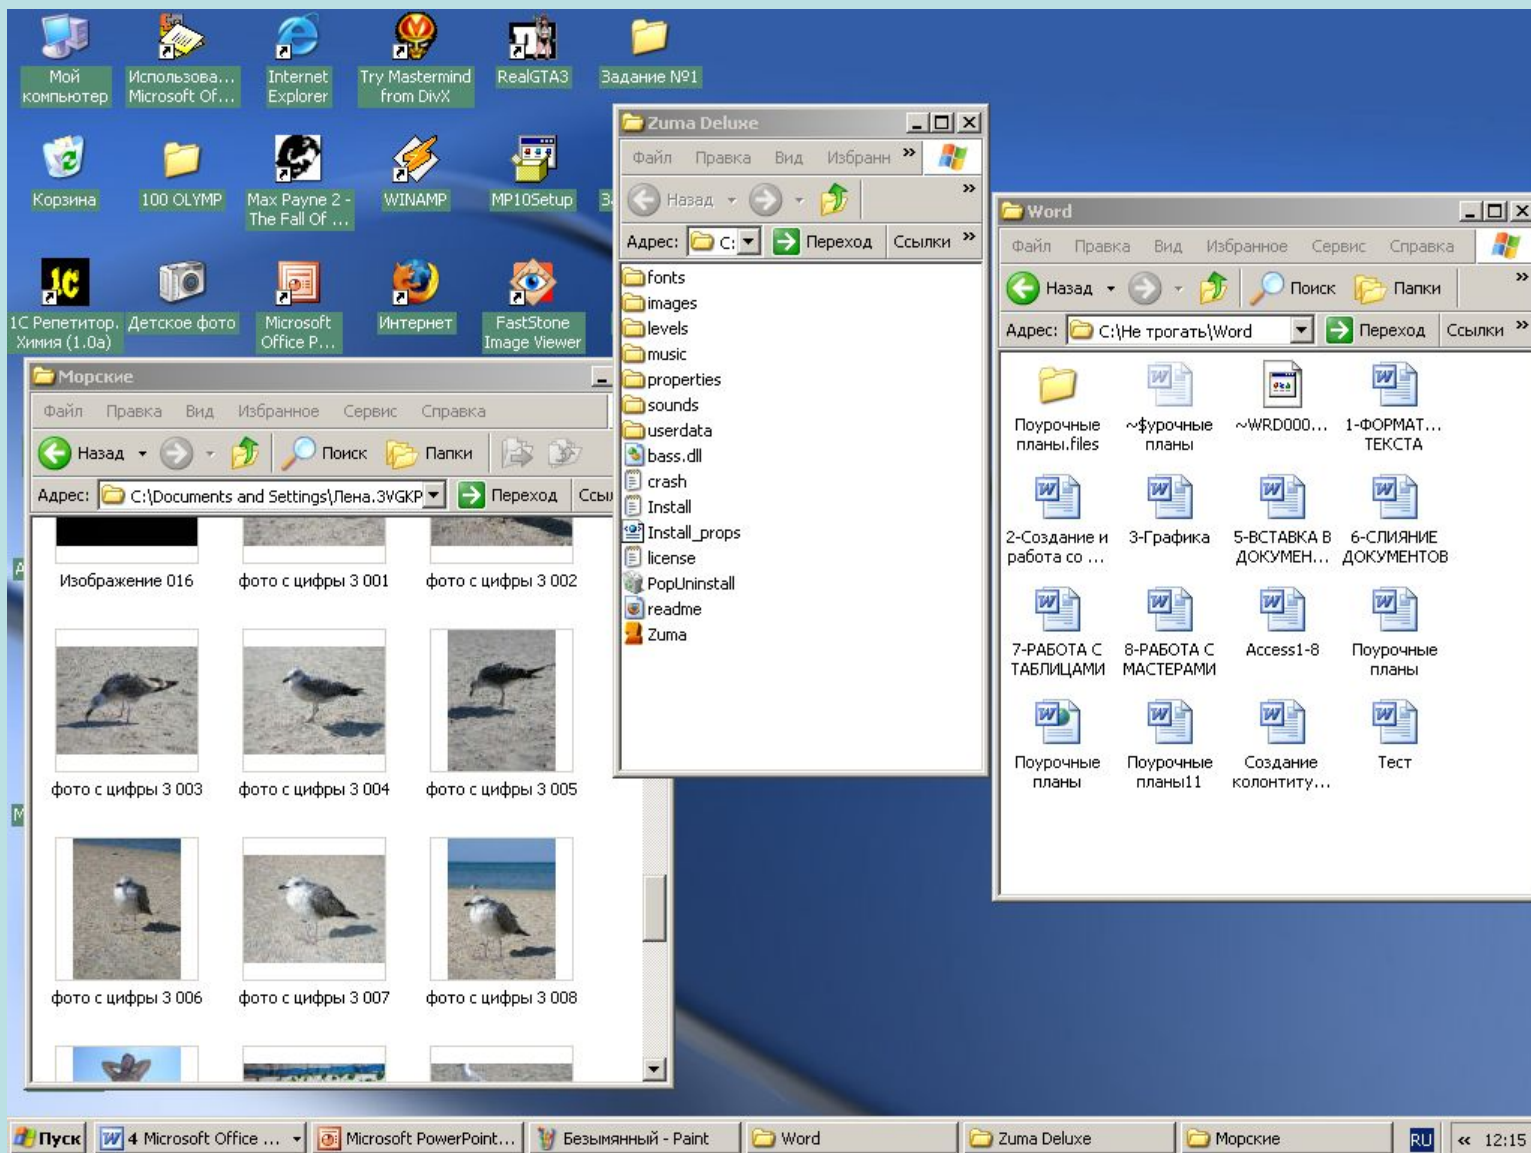 Мой
компьютер
Использова...
Microsoft Of...
Internet
Explorer
Try Mastermind
from DivX
RealGTA3
Задание №1
Корзина
100 OLYMP
Max Payne 2 -
The Fall Of ...
WINAMP
MP10Setup
1С Репетитор.
Химия (1.0a)
Детское фото
Microsoft
Office P...
Интернет
FastStone
Image Viewer
Zuma Deluxe
Файл Правка Вид Избранн »
Назад »
Адрес: C: Переход Ссылки »
fonts
images
levels
music
properties
sounds
userdata
bass.dll
crash
Install
Install_props
license
PopUninstall
readme
Zuma
Word
Файл Правка Вид Избранное Сервис Справка
Назад Поиск Папки »
Адрес: C:\Не трогать\Word Переход Ссылки »
Поурочные
планы.files
~$урочные
планы
~WRD000...
1-ФОРМАТ...
ТЕКСТА
2-Создание и
работа со ...
3-Графика
5-ВСТАВКА В
ДОКУМЕН...
6-СЛИЯНИЕ
ДОКУМЕНТОВ
7-РАБОТА С
ТАБЛИЦАМИ
8-РАБОТА С
МАСТЕРАМИ
Access1-8
Поурочные
планы
Поурочные
планы
Поурочные
планы11
Создание
колонтиту...
Тест
Морские
Файл Правка Вид Избранное Сервис Справка
Назад Поиск Папки
Адрес: C:\Documents and Settings\Лена.3VGKP Переход Ссы
Изображение 016
фото с цифры 3 001
фото с цифры 3 002
фото с цифры 3 003
фото с цифры 3 004
фото с цифры 3 005
фото с цифры 3 006
фото с цифры 3 007
фото с цифры 3 008
Пуск 4 Microsoft Office ... Microsoft PowerPoint... Безымянный - Paint Word Zuma Deluxe Морские RU « 12:15